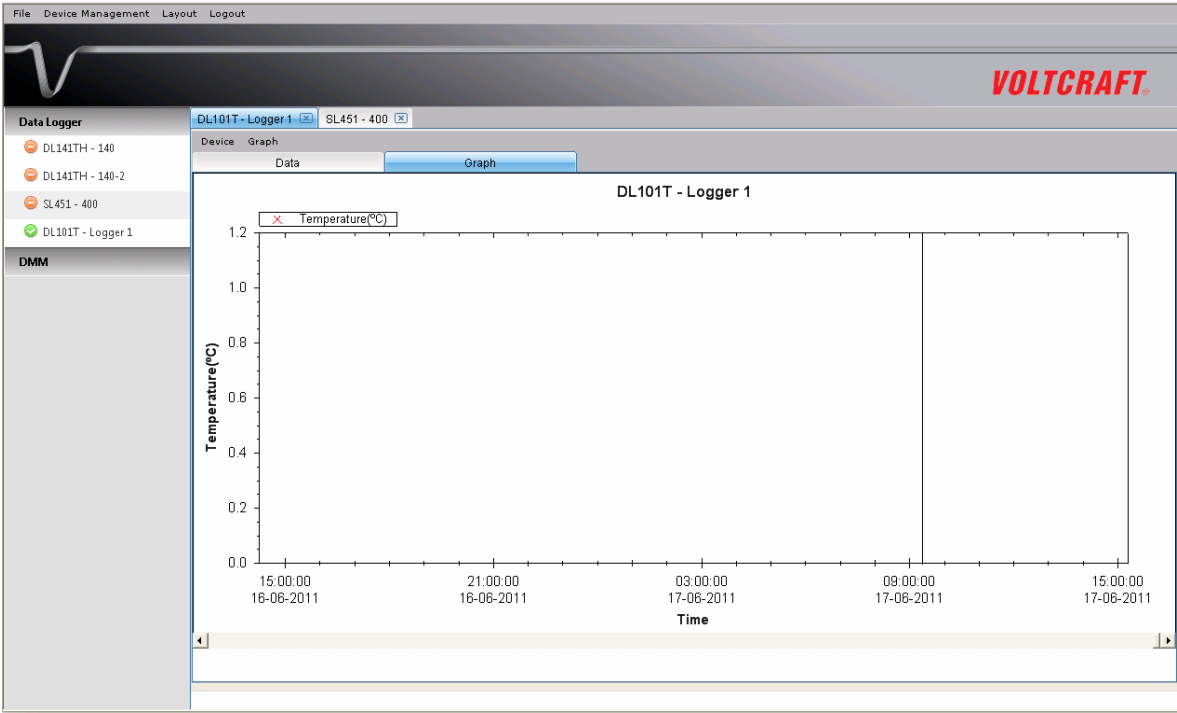 File Device Management Layout Logout
VOLTCRAFT®
Data Logger
DL141TH - 140
DL141TH - 140-2
SL451 - 400
DL101T - Logger 1
DMM
DL101T - Logger 1 SL451 - 400
Device Graph
Data Graph
DL101T - Logger 1
Temperature(ºC)
1.2
1.0
0.8
0.6
0.4
0.2
0.0
Temperature(ºC)
15:00:00 21:00:00 03:00:00 09:00:00 15:00:00
16-06-2011 16-06-2011 17-06-2011 17-06-2011 17-06-2011
Time